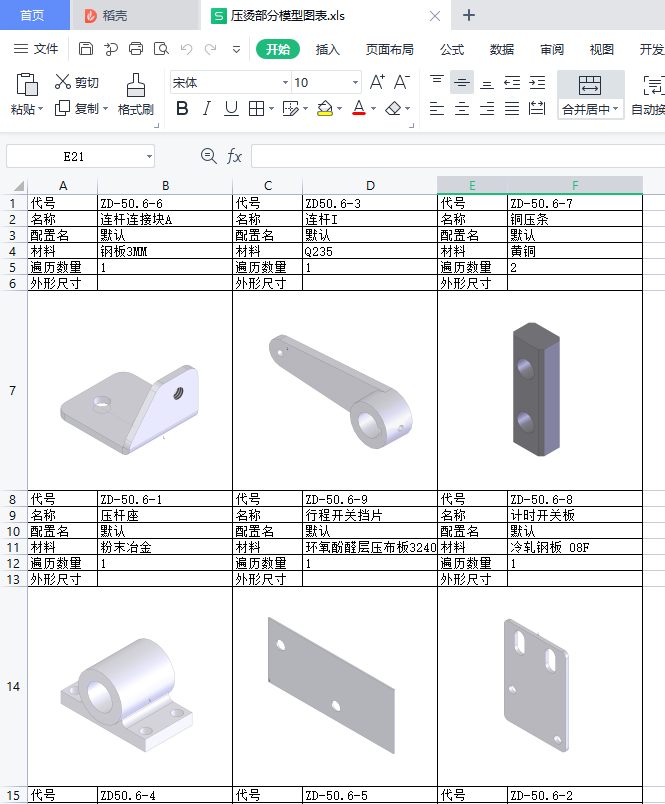 首页 稻壳 压烫部分模型图表.xls
文件 开始 插入 页面布局 公式 数据 审阅 视图 开发
粘贴 剪切 复制 格式刷 宋体 10 合并居中 自动换
E21 fx
A B C D E F
1 代号 ZD-50.6-6 代号 ZD50.6-3 代号 ZD-50.6-7
2 名称 连杆连接块A 名称 连杆I 名称 铜压条
3 配置名 默认 配置名 默认 配置名 默认
4 材料 钢板3MM 材料 Q235 材料 黄铜
5 遍历数量 1 遍历数量 1 遍历数量 2
6 外形尺寸 外形尺寸 外形尺寸
7
8 代号 ZD-50.6-1 代号 ZD-50.6-9 代号 ZD-50.6-8
9 名称 压杆座 名称 行程开关挡片 名称 计时开关板
10 配置名 默认 配置名 默认 配置名 默认
11 材料 粉末冶金 材料 环氧酚醛层压布板3240 材料 冷轧钢板 08F
12 遍历数量 1 遍历数量 1 遍历数量 1
13 外形尺寸 外形尺寸 外形尺寸
14
15 代号 ZD50.6-4 代号 ZD-50.6-5 代号 ZD-50.6-2